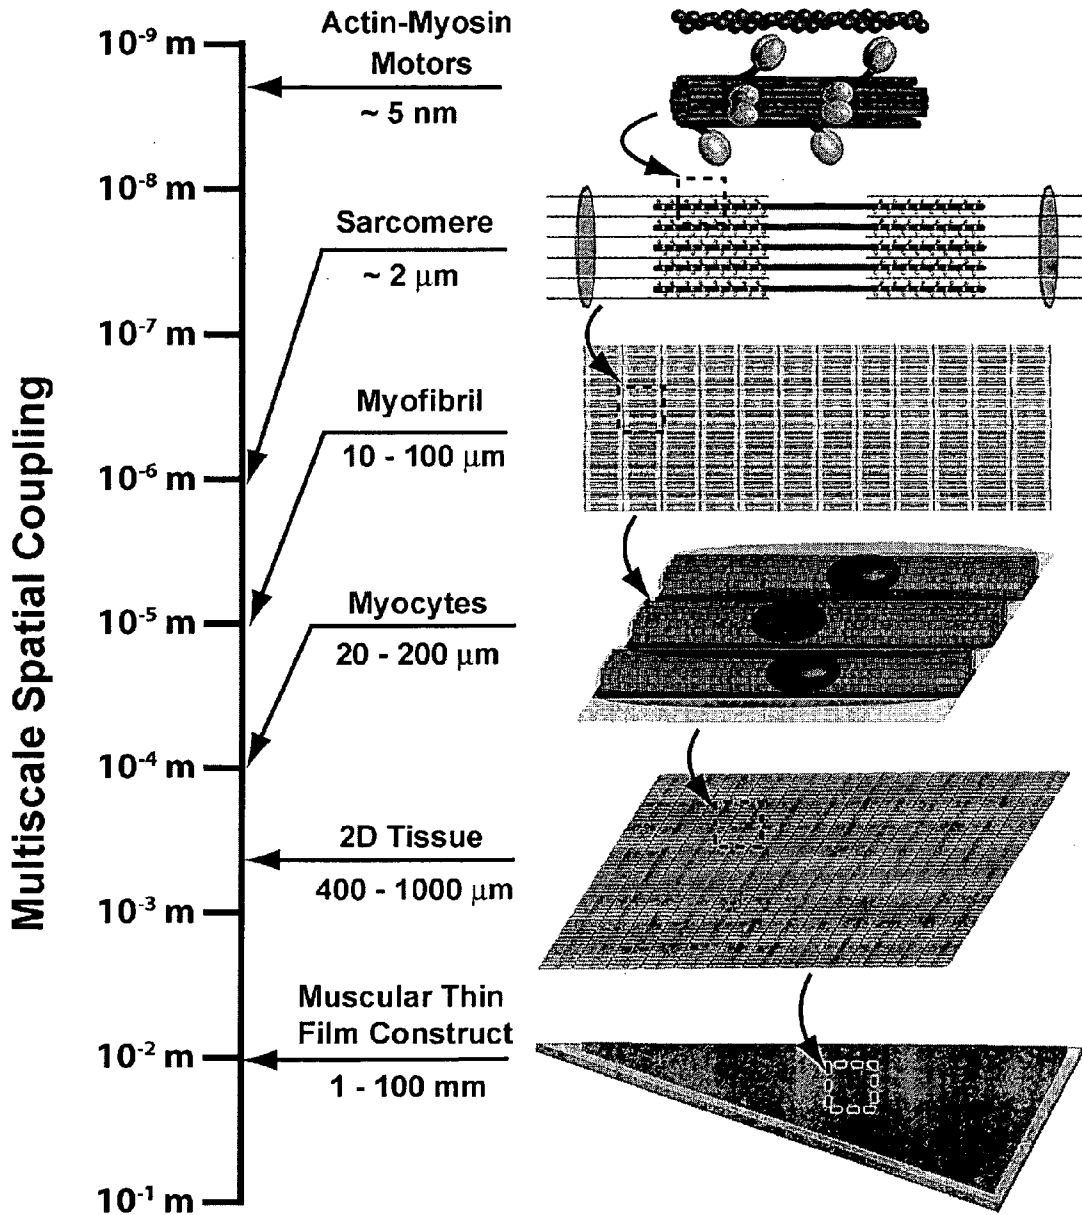 Multiscale Spatial Coupling
10⁻⁹ m
Actin-Myosin
Motors
~ 5 nm
10⁻⁸ m
Sarcomere
~ 2 μm
10⁻⁷ m
Myofibril
10 - 100 μm
10⁻⁶ m
Myocytes
10⁻⁵ m
20 - 200 μm
10⁻⁴ m
2D Tissue
400 - 1000 μm
10⁻³ m
Muscular Thin
Film Construct
10⁻² m
1 - 100 mm
10⁻¹ m